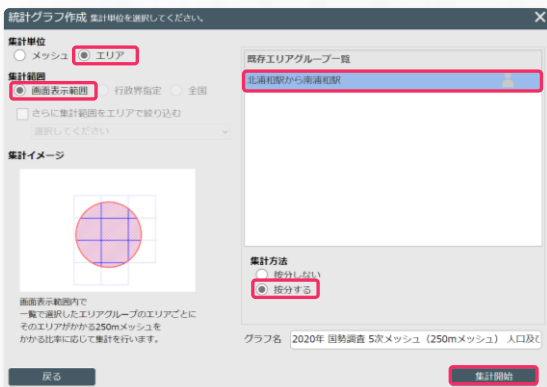 統計グラフ作成 集計単位を選択してください。
集計単位
メッシュ エリア
集計範囲
画面表示範囲 行政界指定 全国
さらに集計範囲をエリアで絞り込む
選択してください
集計イメージ
画面表示範囲内で
一覧で選択したエリアグループのエリアごとに
そのエリアがかかる250mメッシュを
かかる比率に応じて集計を行います。
既存エリアグループ一覧
北浦和駅から南浦和駅
集計方法
按分しない
按分する
グラフ名 2020年 国勢調査 5次メッシュ（250mメッシュ） 人口及び
戻る
集計開始